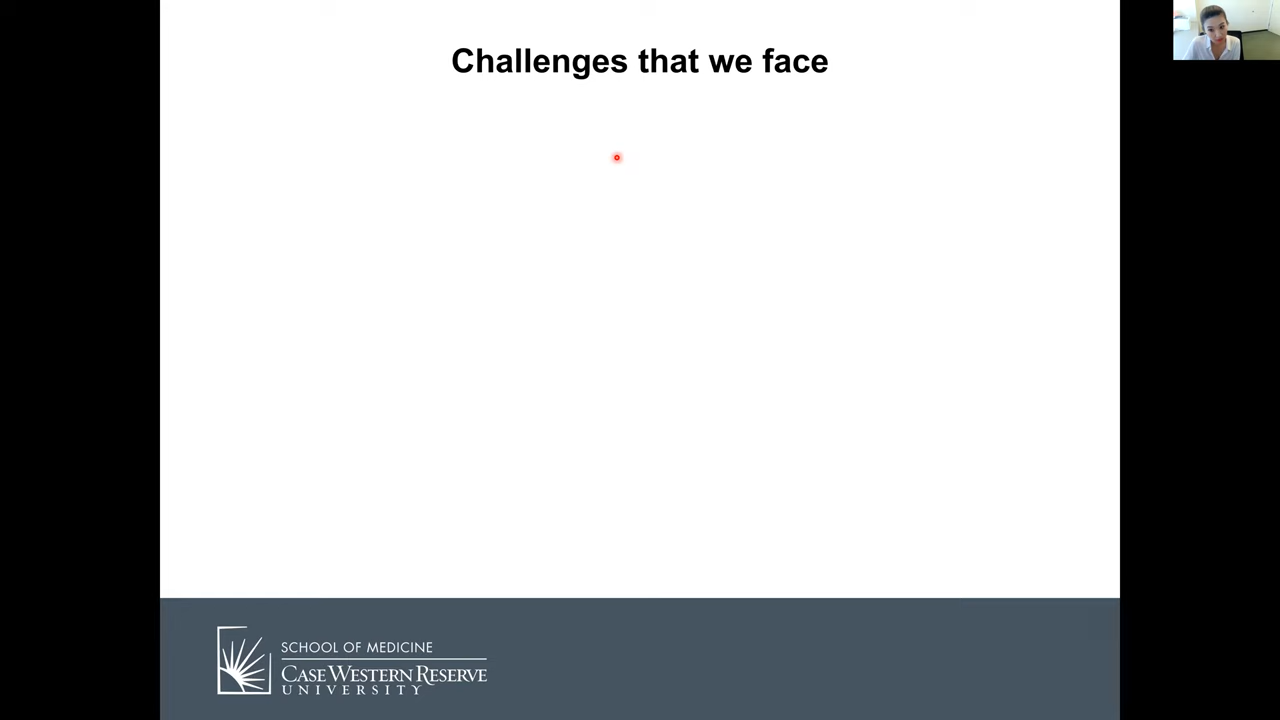 Challenges that we face
SCHOOL OF MEDICINE
CASE WESTERN RESERVE
UNIVERSITY